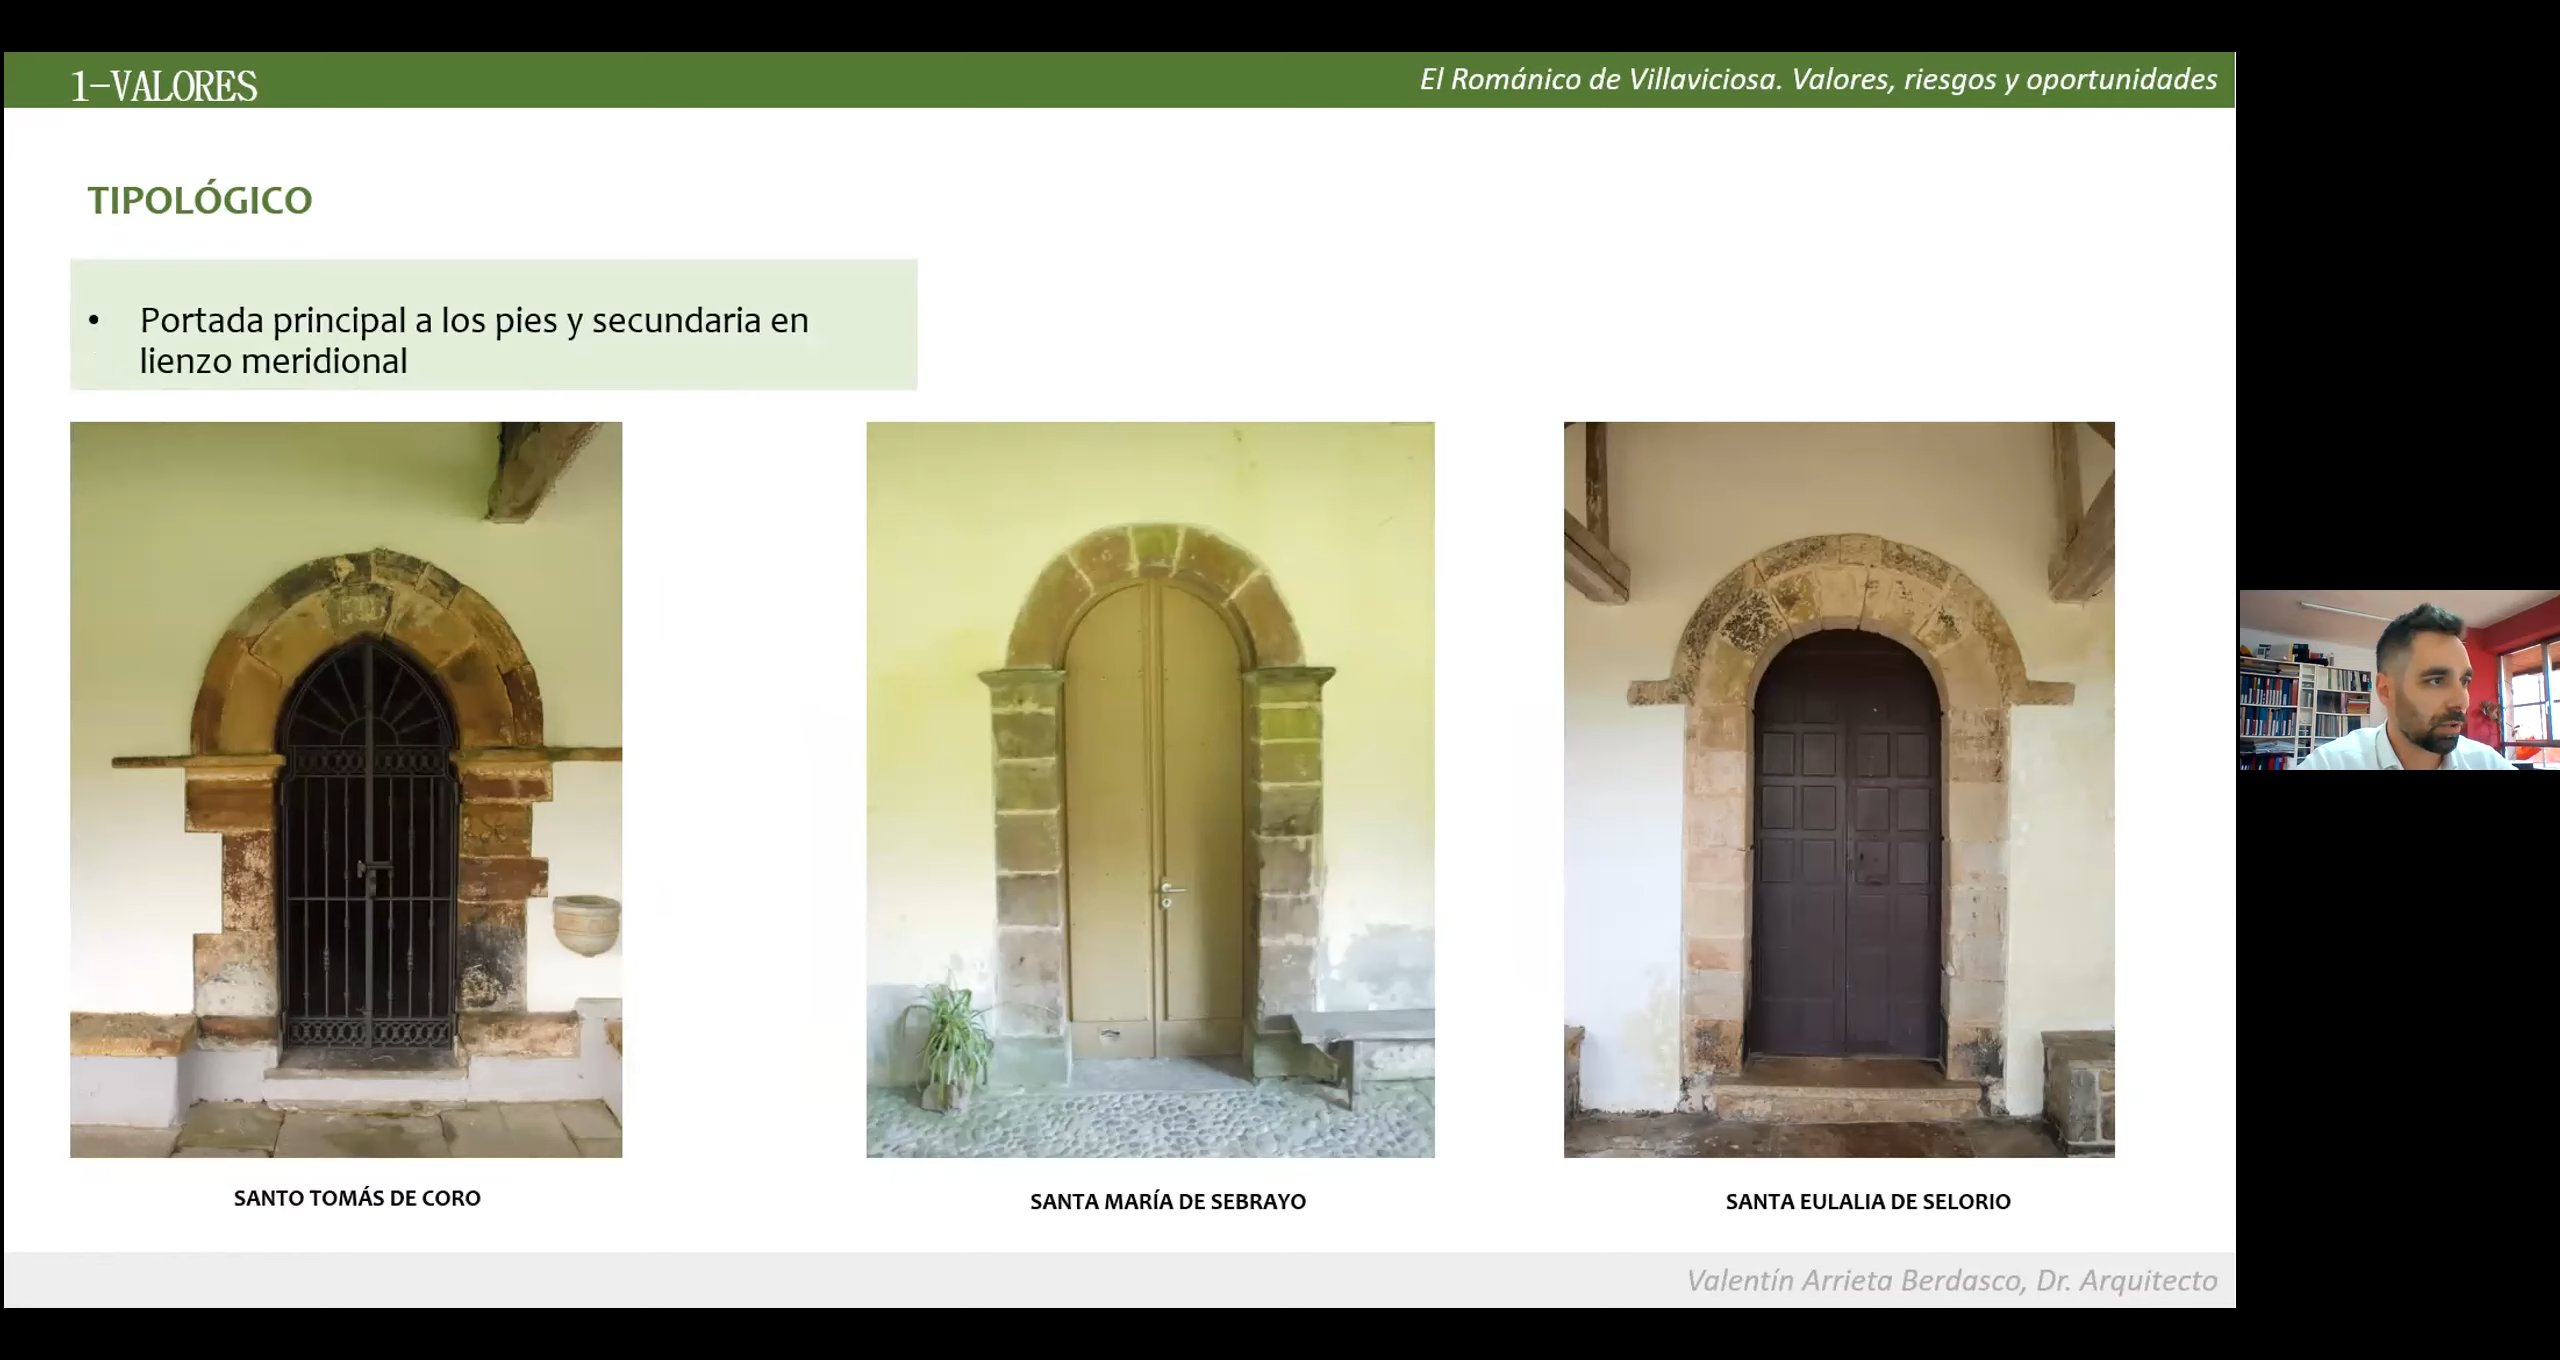 1-VALORES
El Románico de Villaviciosa. Valores, riesgos y oportunidades
TIPOLÓGICO
• Portada principal a los pies y secundaria en
lienzo meridional
SANTO TOMÁS DE CORO
SANTA MARÍA DE SEBRAYO
SANTA EULALIA DE SELORIO
Valentín Arrieta Berdasco, Dr. Arquitecto